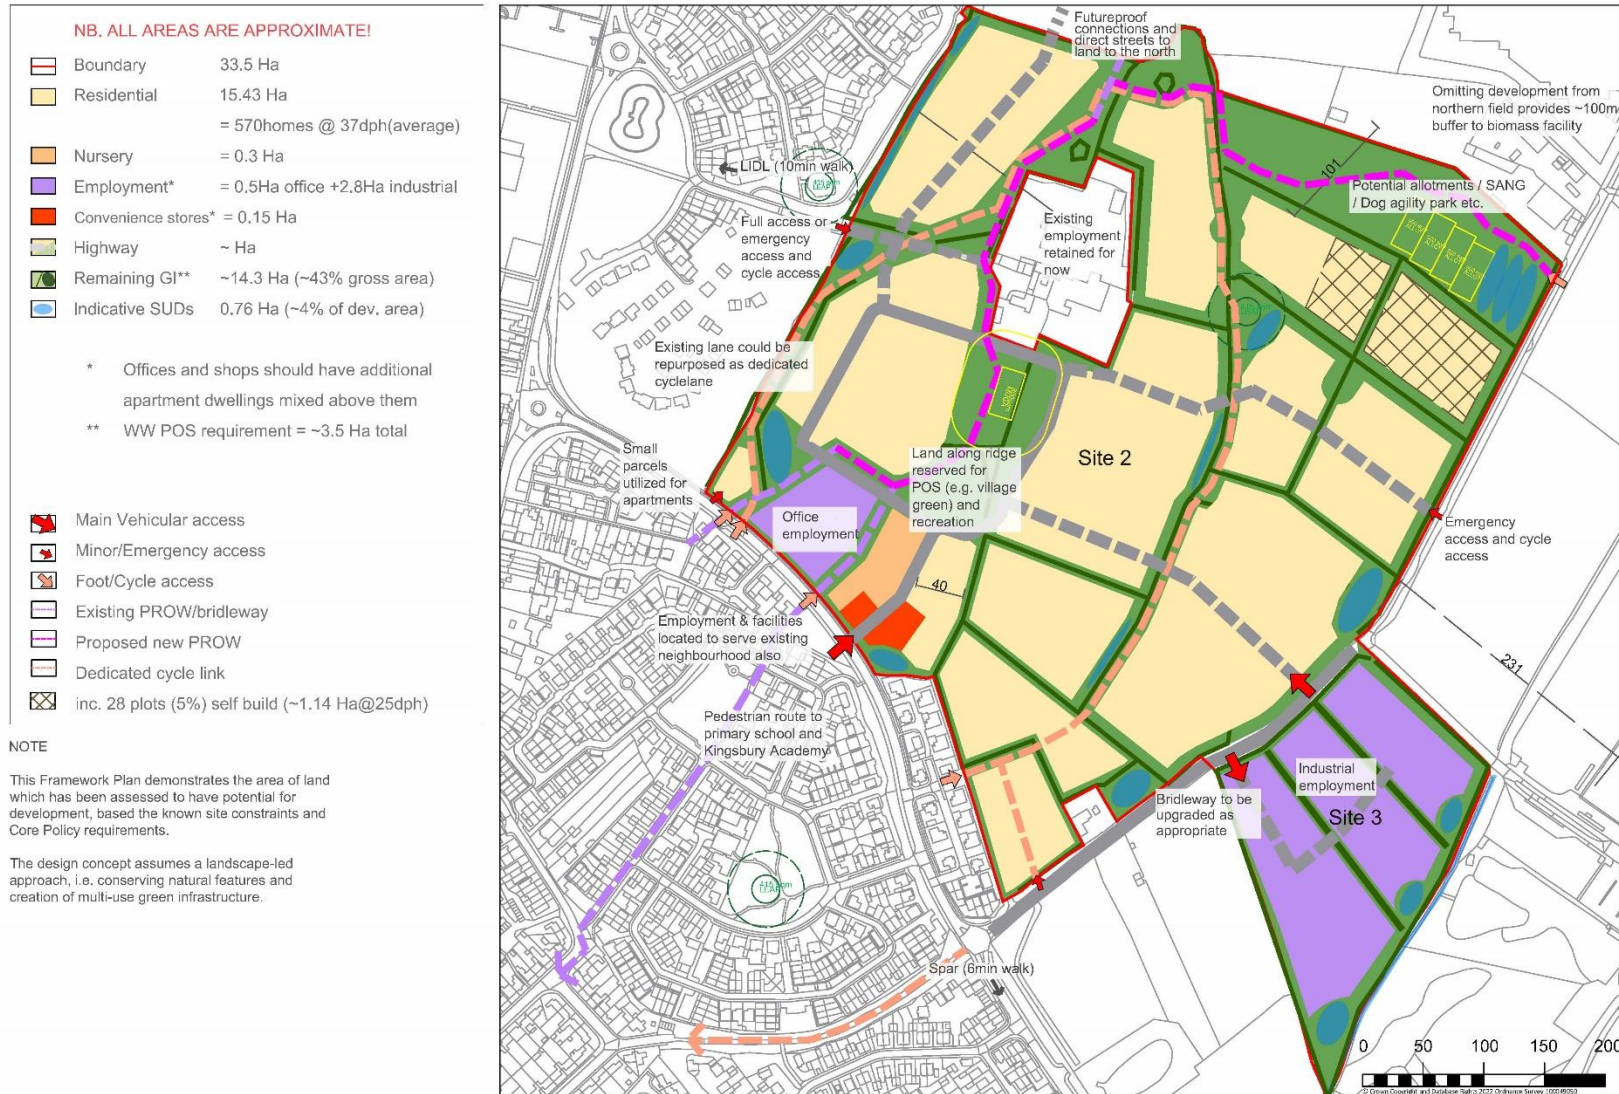 NB. ALL AREAS ARE APPROXIMATE!
Boundary 33.5 Ha
Residential 15.43 Ha
= 570homes @ 37dph(average)
Nursery = 0.3 Ha
Employment* = 0.5Ha office +2.8Ha industrial
Convenience stores* = 0.15 Ha
Highway ~ Ha
Remaining GI** ~14.3 Ha (~43% gross area)
Indicative SUDs 0.76 Ha (~4% of dev. area)
* Offices and shops should have additional
apartment dwellings mixed above them
** WW POS requirement = ~3.5 Ha total
Main Vehicular access
Minor/Emergency access
Foot/Cycle access
Existing PROW/bridleway
Proposed new PROW
Dedicated cycle link
inc. 28 plots (5%) self build (~1.14 Ha@25dph)
NOTE
This Framework Plan demonstrates the area of land
which has been assessed to have potential for
development, based the known site constraints and
Core Policy requirements.
The design concept assumes a landscape-led
approach, i.e. conserving natural features and
creation of multi-use green infrastructure.
Futureproof
connections and
direct streets to
land to the north
Omitting development from
northern field provides ~100m
buffer to biomass facility
101
LIDL (10min walk)
Potential allotments / SANG
/ Dog agility park etc.
Full access or
emergency
access and
cycle access
Existing
employment
retained for
now
Existing lane could be
repurposed as dedicated
cyclelane
Small
parcels
utilized for
apartments
Land along ridge
reserved for
POS (e.g. village
green) and
recreation
Site 2
Office
employment
Emergency
access and cycle
access
40
Employment & facilities
located to serve existing
neighbourhood also
231
Pedestrian route to
primary school and
Kingsbury Academy
Industrial
employment
Bridleway to be
upgraded as
appropriate
Site 3
415 sqm
LEAP
Spar (6min walk)
0 50 100 150 200
© Crown Copyright and Database Rights 2022 Ordnance Survey 100049050